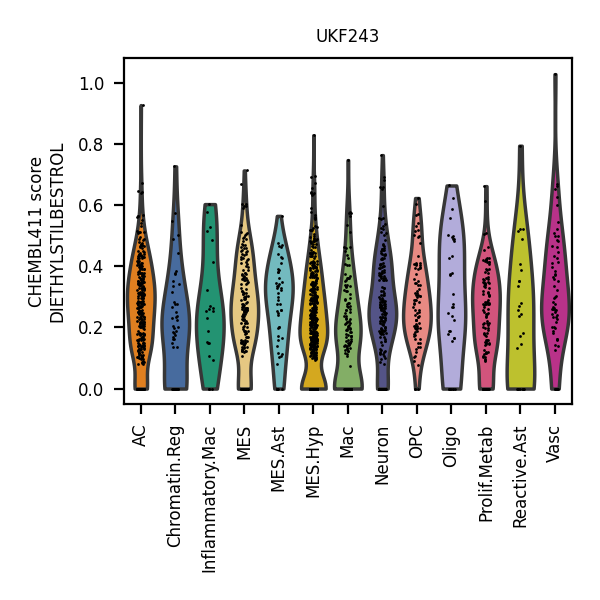 UKF243
CHEMBL411 score
DIETHYLSTILBESTROL
1.0
0.8
0.6
0.4
0.2
0.0
AC
Chromatin.Reg
Inflammatory.Mac
MES
MES.Ast
MES.Hyp
Mac
Neuron
OPC
Oligo
Prolif.Metab
Reactive.Ast
Vasc